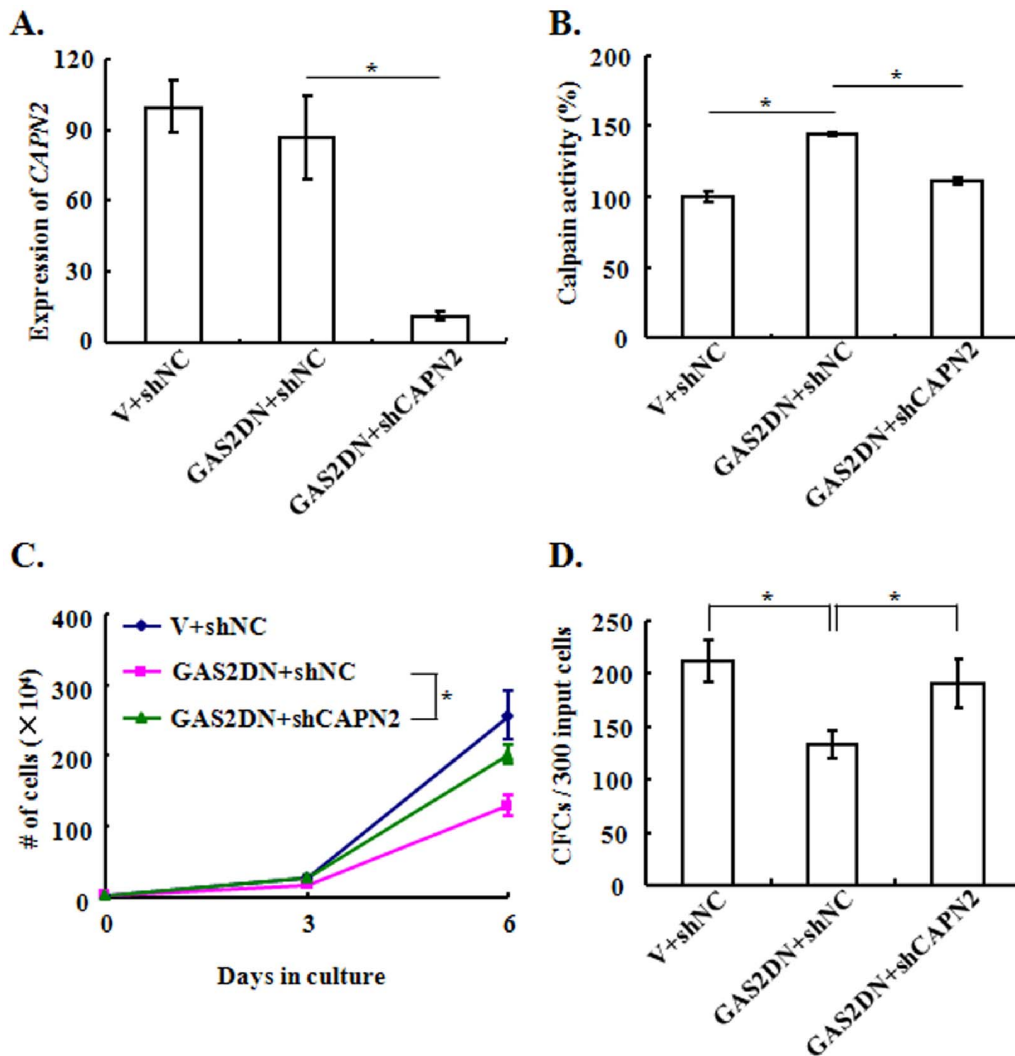 A.
Expression of CAPN2
120
90
60
30
0
*
V+shNC
GAS2DN+shNC
GAS2DN+shCAPN2
B.
Calpain activity (%)
200
150
100
50
0
*
*
V+shNC
GAS2DN+shNC
GAS2DN+shCAPN2
C.
# of cells (×10⁴)
400
300
200
100
0
V+shNC
GAS2DN+shNC
GAS2DN+shCAPN2
*
0 3 6
Days in culture
D.
CFCs / 300 input cells
250
200
150
100
50
0
*
*
V+shNC
GAS2DN+shNC
GAS2DN+shCAPN2